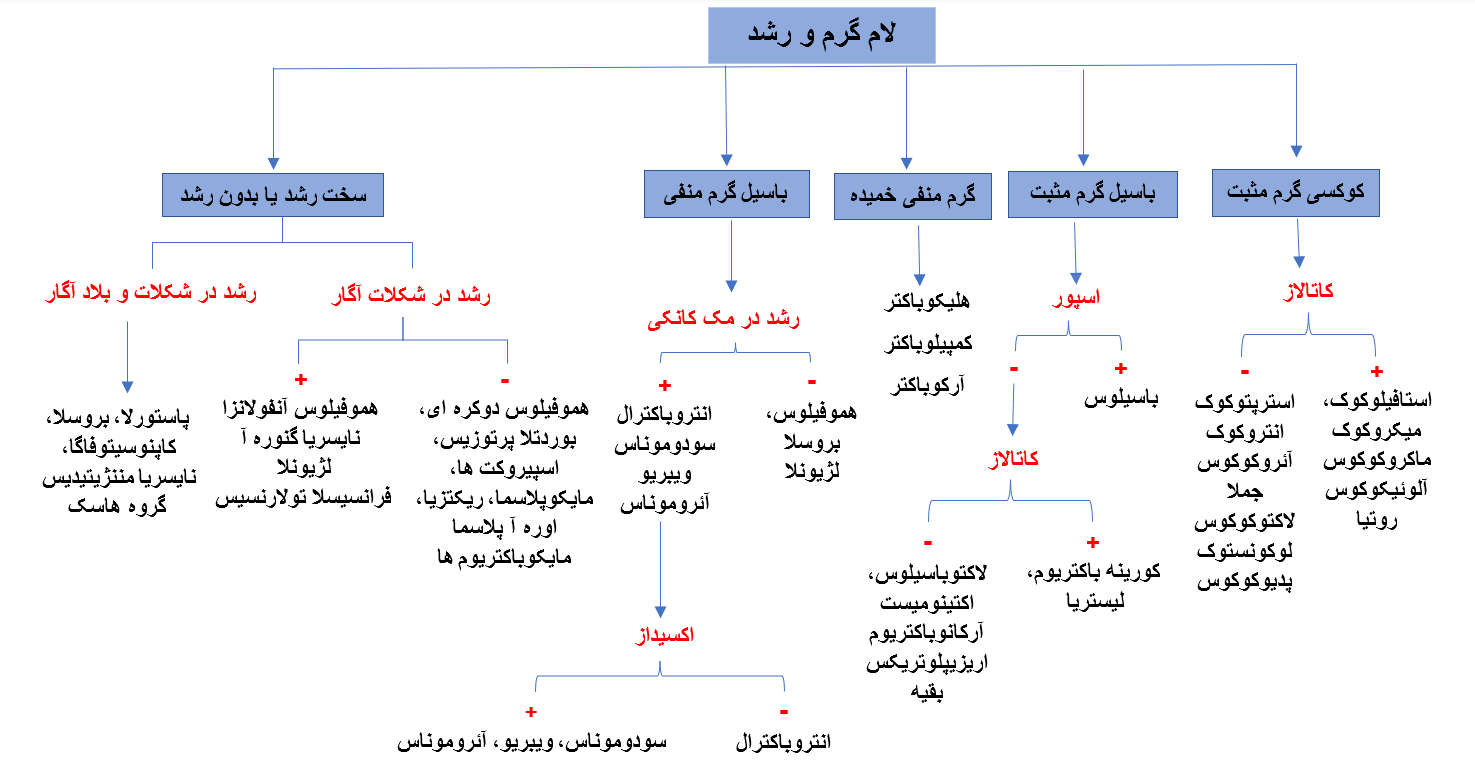 لام گرم و رشد
کوکسی گرم مثبت
کاتالاز
+
استافیلوکوک،
میکروکوک
ماکروکوکوس
آلوئیکوکوس
روتیا
-
استرپتوکوک
انتروکوک
آئروکوکوس
جملا
لاکتوکوکوس
لوکونستوک
پدیوکوکوس
باسیل گرم مثبت
اسپور
+
باسیلوس
-
کاتالاز
+
کورینه باکتریوم،
لیستریا
-
لاکتوباسیلوس،
اکتینومیست
آرکانوباکتریوم
اریزیپلوتریکس
بقیه
گرم منفی خمیده
هلیکوباکتر
کمپیلوباکتر
آرکوباکتر
باسیل گرم منفی
رشد در مک کانکی
-
هموفیلوس،
بروسلا
لژیونلا
+
انتروباکترال
سودوموناس
ویبریو
آئروموناس
اکسیداز
-
انتروباکترال
+
سودوموناس، ویبریو، آئروموناس
سخت رشد یا بدون رشد
رشد در شکلات آگار
-
هموفیلوس دوکره ای،
بوردتلا پرتوزیس،
اسپیروکت ها،
مایکوپلاسما، ریکتزیا،
اوره آ پلاسما
مایکوباکتریوم ها
+
هموفیلوس آنفولانزا
نایسریا گنوره آ
لژیونلا
فرانسیسلا تولارنسیس
رشد در شکلات و بلاد آگار
پاستورلا، بروسلا،
کاپنوسیتوفاگا،
نایسریا مننژیتیدیس
گروه هاسک